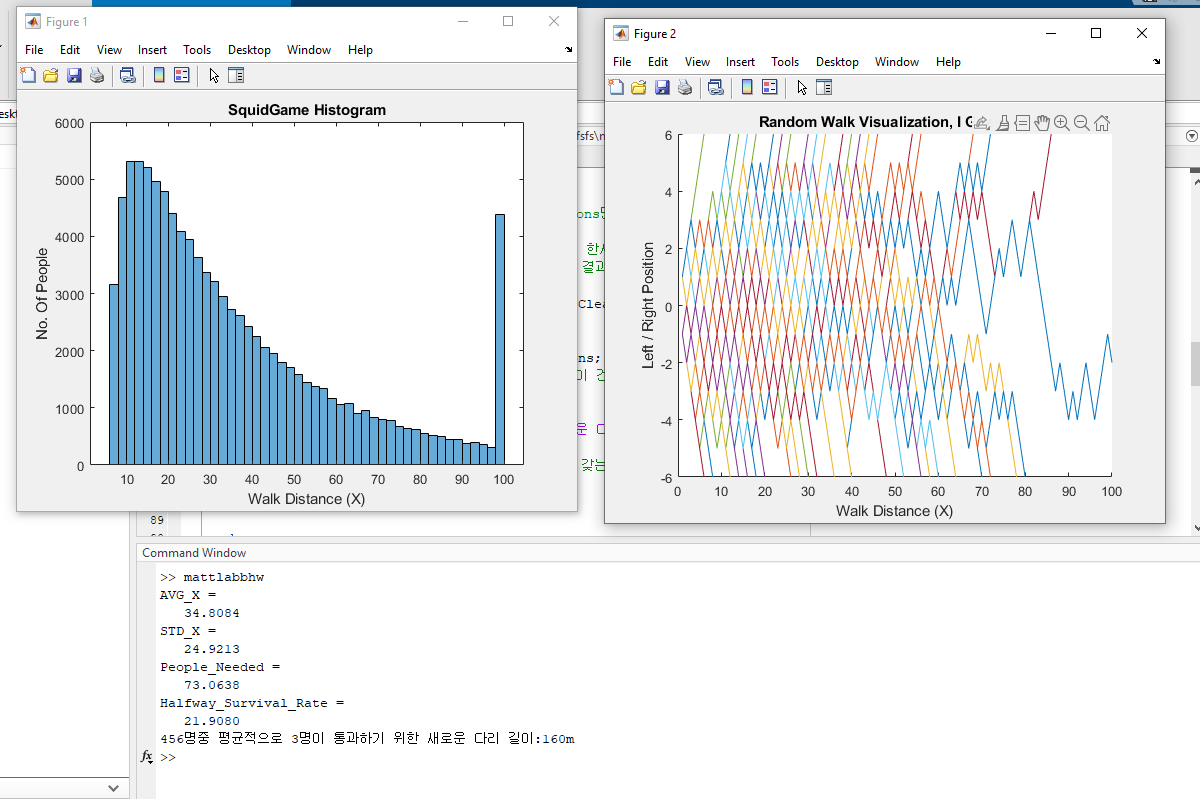 Figure 1
File Edit View Insert Tools Desktop Window Help
SquidGame Histogram
No. Of People
6000
5000
4000
3000
2000
1000
0
10 20 30 40 50 60 70 80 90 100
Walk Distance (X)
Figure 2
File Edit View Insert Tools Desktop Window Help
Random Walk Visualization, I G
Left / Right Position
6
4
2
0
-2
-4
-6
0 10 20 30 40 50 60 70 80 90 100
Walk Distance (X)
89
Command Window
>> mattlabbhw
AVG_X =
34.8084
STD_X =
24.9213
People_Needed =
73.0638
Halfway_Survival_Rate =
21.9080
456명중 평균적으로 3명이 통과하기 위한 새로운 다리 길이:160m
fx >>